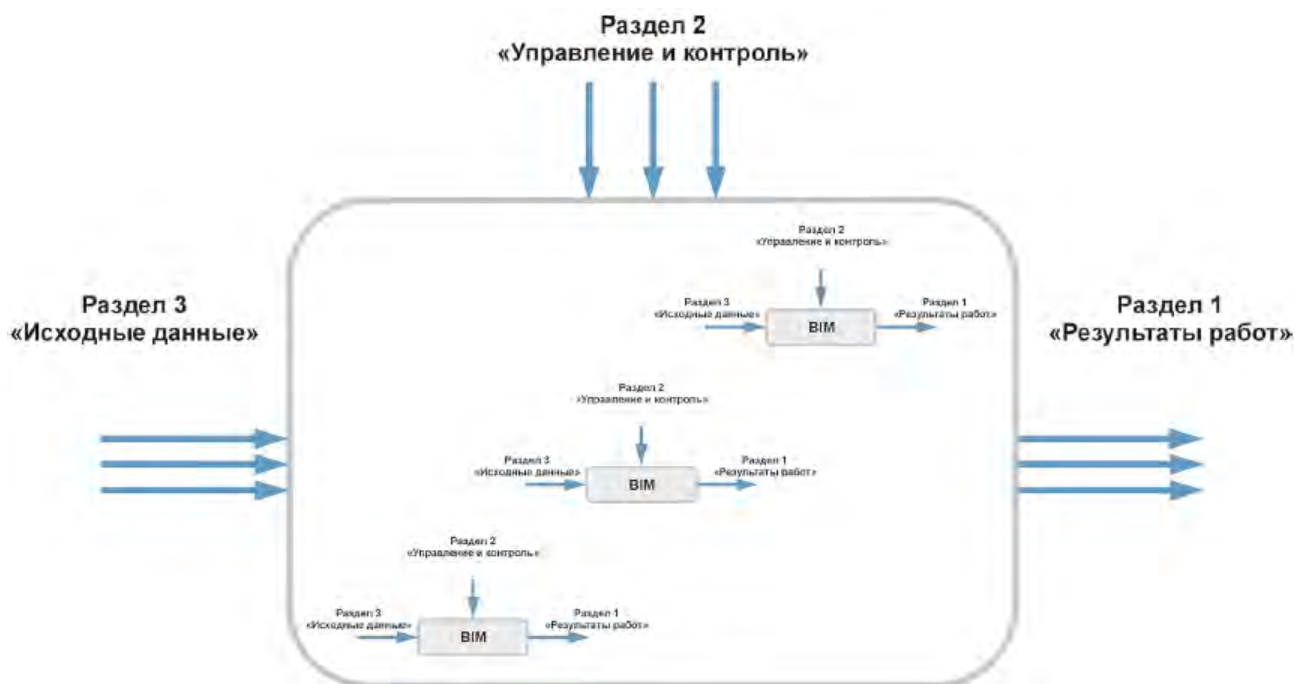 Раздел 2
«Управление и контроль»
Раздел 2
«Управление и контроль»
Раздел 3
«Исходные данные»
Раздел 3
«Исходные данные»
BIM
Раздел 1
«Результаты работ»
Раздел 1
«Результаты работ»
Раздел 2
«Управление и контроль»
Раздел 3
«Исходные данные»
BIM
Раздел 1
«Результаты работ»
Раздел 2
«Управление и контроль»
Раздел 3
«Исходные данные»
BIM
Раздел 1
«Результаты работ»